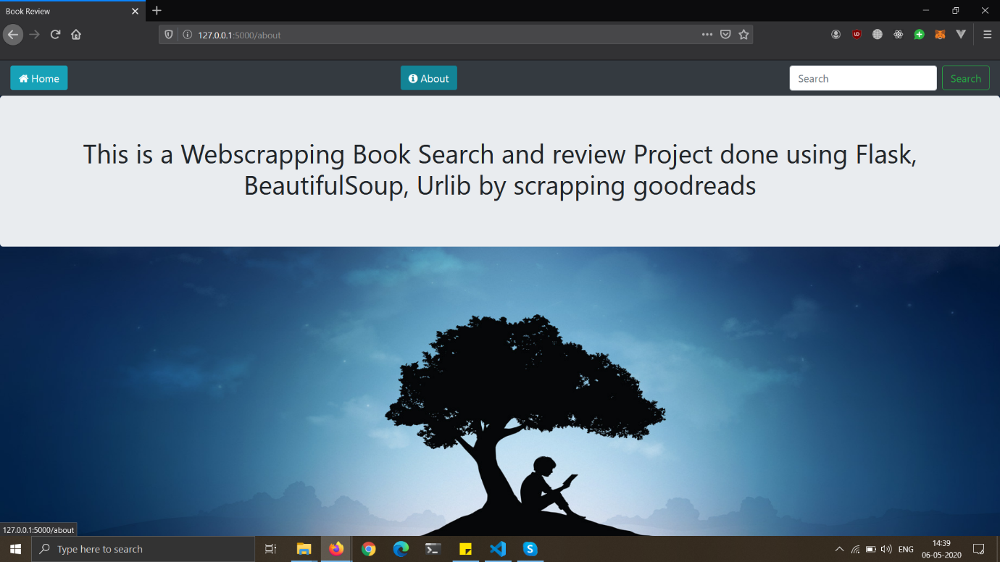 Book Review
127.0.0.1:5000/about
Home
About
Search
Search
This is a Webscrapping Book Search and review Project done using Flask,
BeautifulSoup, Urlib by scrapping goodreads
127.0.0.1:5000/about
Type here to search
ENG
14:39
06-05-2020